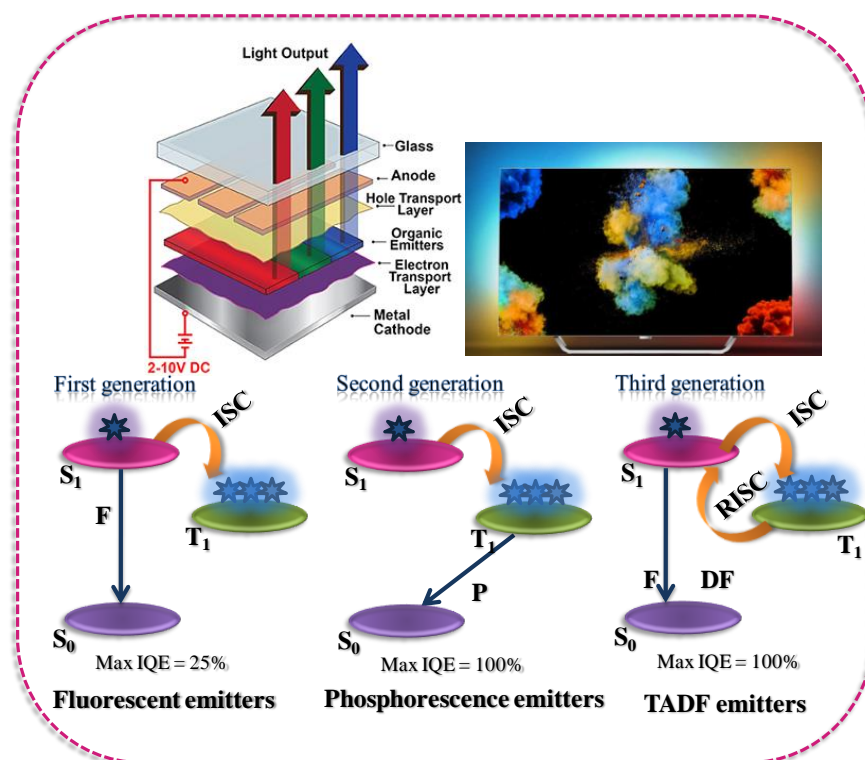 Light Output
Glass
Anode
Hole Transport
Layer
Organic
Emitters
Electron
Transport
Layer
Metal
Cathode
2-10V DC
First generation
ISC
S₁
F
T₁
S₀
Max IQE = 25%
Fluorescent emitters
Second generation
ISC
S₁
T₁
P
S₀
Max IQE = 100%
Phosphorescence emitters
Third generation
ISC
S₁
RISC
T₁
F
DF
S₀
Max IQE = 100%
TADF emitters